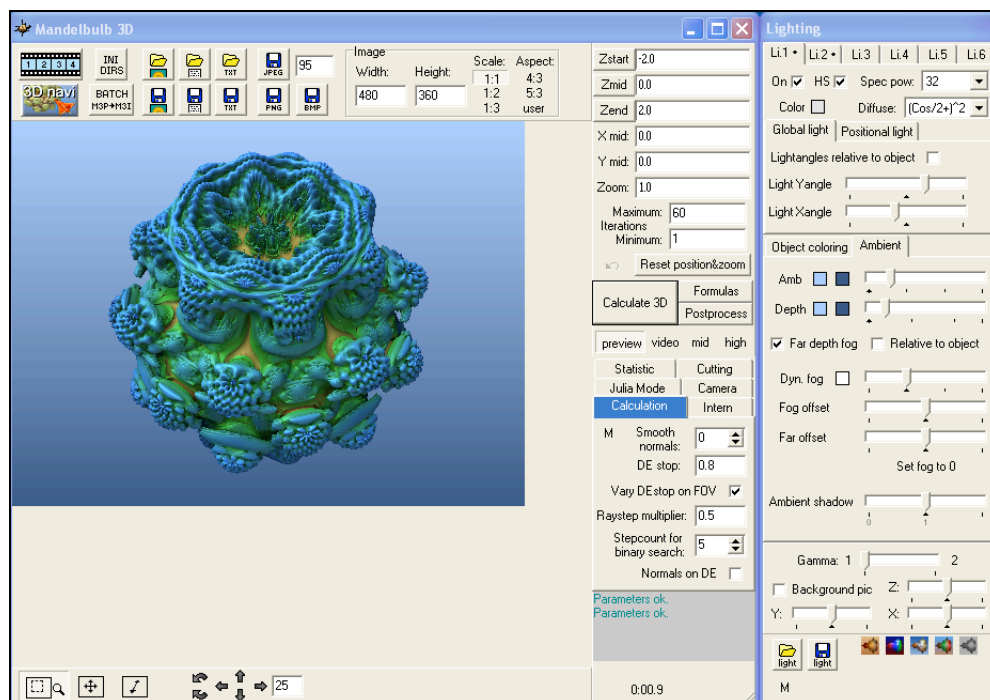 Mandelbulb 3D
1 2 3 4
INI DIRS
TXT
JPEG
95
3D navi
BATCH M3P+M3I
TXT
PNG
BMP
Image
Width:
480
Height:
360
Scale:
1:1
1:2
1:3
Aspect:
4:3
5:3
user
Zstart -2.0
Zmid 0.0
Zend 2.0
X mid: 0.0
Y mid: 0.0
Zoom: 1.0
Maximum: 60
Iterations
Minimum: 1
Reset position&zoom
Calculate 3D
Formulas
Postprocess
preview video mid high
Statistic Cutting
Julia Mode Camera
Calculation Intern
M Smooth normals: 0
DE stop: 0.8
Vary DEstop on FOV
Raystep multiplier: 0.5
Stepcount for
binary search: 5
Normals on DE
Parameters ok.
Parameters ok.
0:00.9
25
Lighting
Li.1 Li.2 Li.3 Li.4 Li.5 Li.6
On HS Spec pow: 32
Color Diffuse: (Cos/2+)^2
Global light Positional light
Lightangles relative to object
Light Yangle
Light Xangle
Object coloring Ambient
Amb
Depth
Far depth fog Relative to object
Dyn. fog
Fog offset
Far offset
Set fog to 0
Ambient shadow
0 1
Gamma: 1 2
Background pic Z:
Y: X:
light light
M